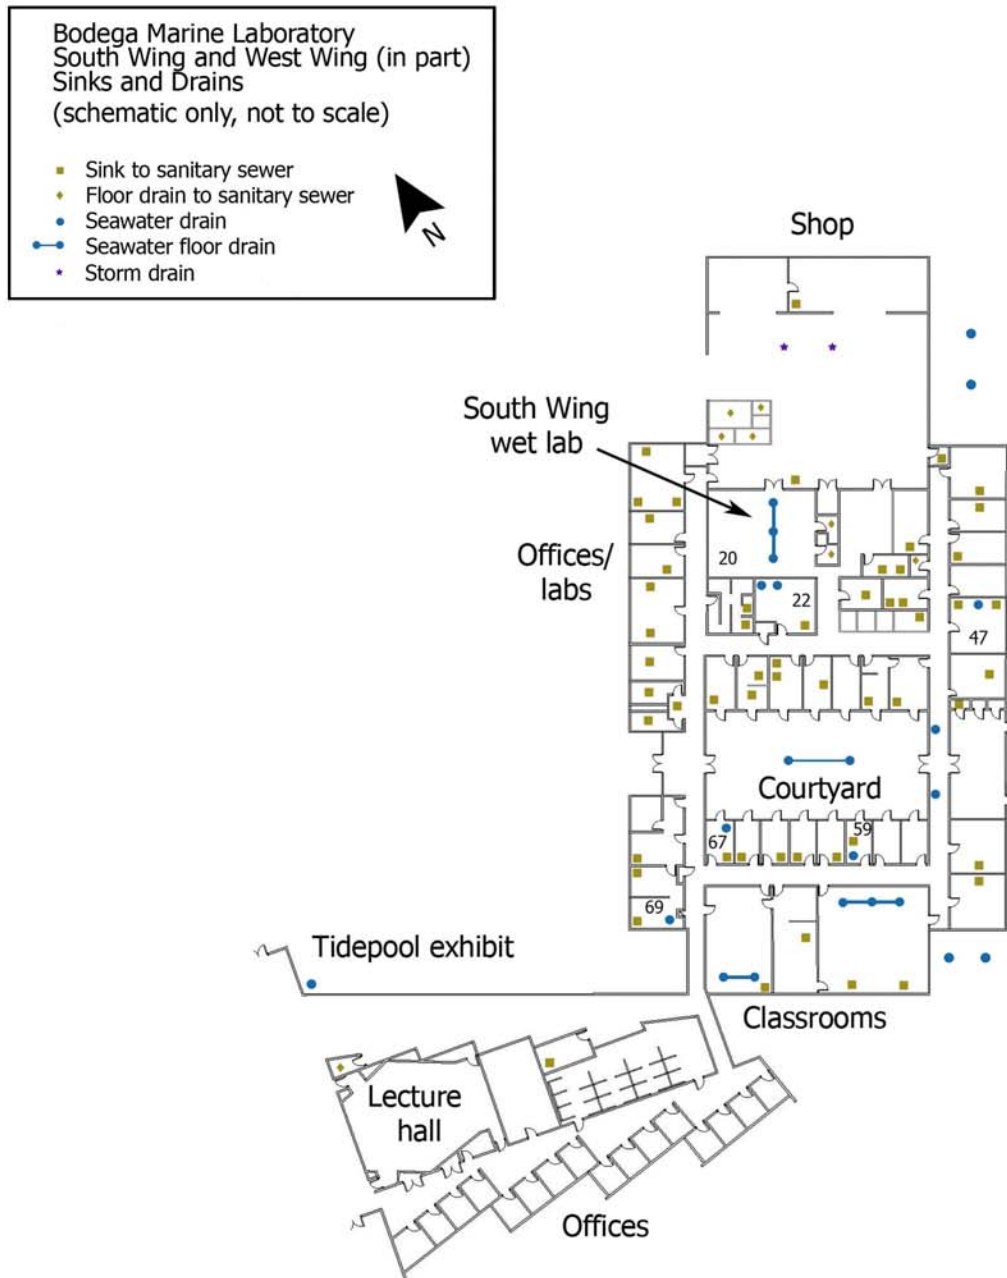 Bodega Marine Laboratory
South Wing and West Wing (in part)
Sinks and Drains
(schematic only, not to scale)
Sink to sanitary sewer
Floor drain to sanitary sewer
Seawater drain
Seawater floor drain
Storm drain
N
Shop
South Wing
wet lab
Offices/
labs
20
22
47
Courtyard
67
59
69
Tidepool exhibit
Classrooms
Lecture
hall
Offices